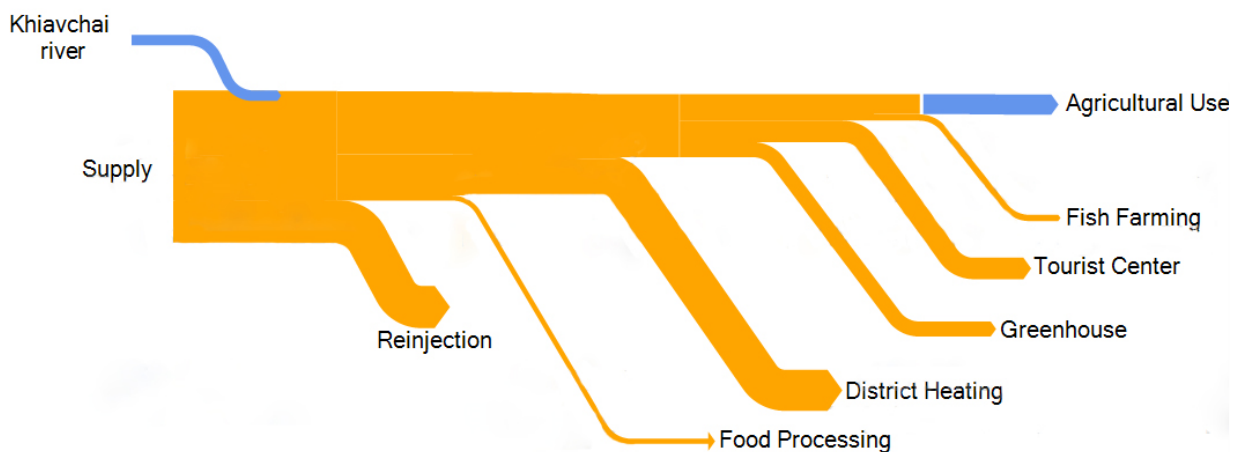 Khiavchai
river
Supply
Agricultural Use
Fish Farming
Tourist Center
Greenhouse
Reinjection
District Heating
Food Processing